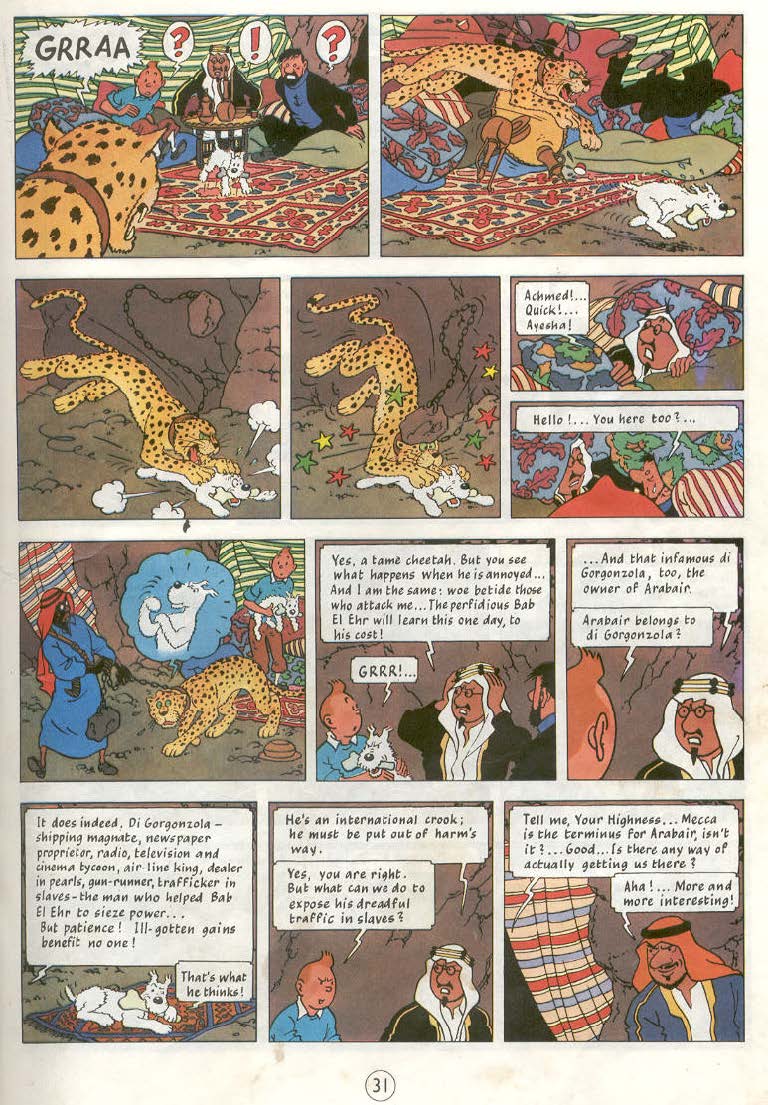 GRRAA
?
!
?
Achmed!...
Quick!...
Ayesha!
Hello!... You here too?...
Yes, a tame cheetah. But you see
what happens when he is annoyed...
And I am the same: woe betide those
who attack me... The perfidious Bab
El Ehr will learn this one day, to
his cost!
GRRR!...
...And that infamous di
Gorgonzola, too, the
owner of Arabair.
Arabair belongs to
di Gorgonzola?
It does indeed. Di Gorgonzola –
shipping magnate, newspaper
proprietor, radio, television and
cinema tycoon, air-line king, dealer
in pearls, gun-runner, trafficker in
slaves – the man who helped Bab
El Ehr to sieze power...
But patience! Ill-gotten gains
benefit no one!
That's what
he thinks!
He's an international crook;
he must be put out of harm's
way.
Yes, you are right.
But what can we do to
expose his dreadful
traffic in slaves?
Tell me, Your Highness... Mecca
is the terminus for Arabair, isn't
it?... Good... Is there any way of
actually getting us there?
Aha!... More and
more interesting!
31